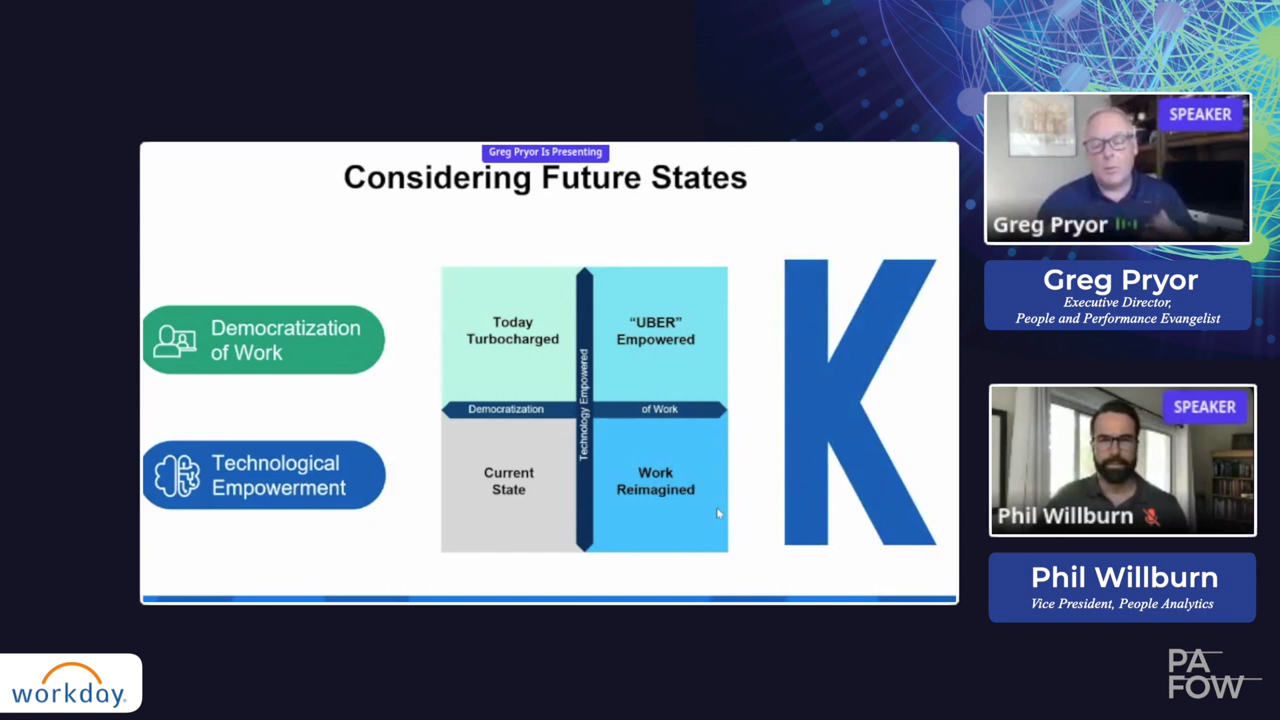 Greg Pryor Is Presenting
Considering Future States
Democratization
of Work
Technological
Empowerment
Today
Turbocharged
“UBER”
Empowered
Democratization
of Work
Technology Empowered
Current
State
Work
Reimagined
K
SPEAKER
Greg Pryor
Greg Pryor
Executive Director,
People and Performance Evangelist
SPEAKER
Phil Willburn
Phil Willburn
Vice President, People Analytics
workday.
PA
FOW